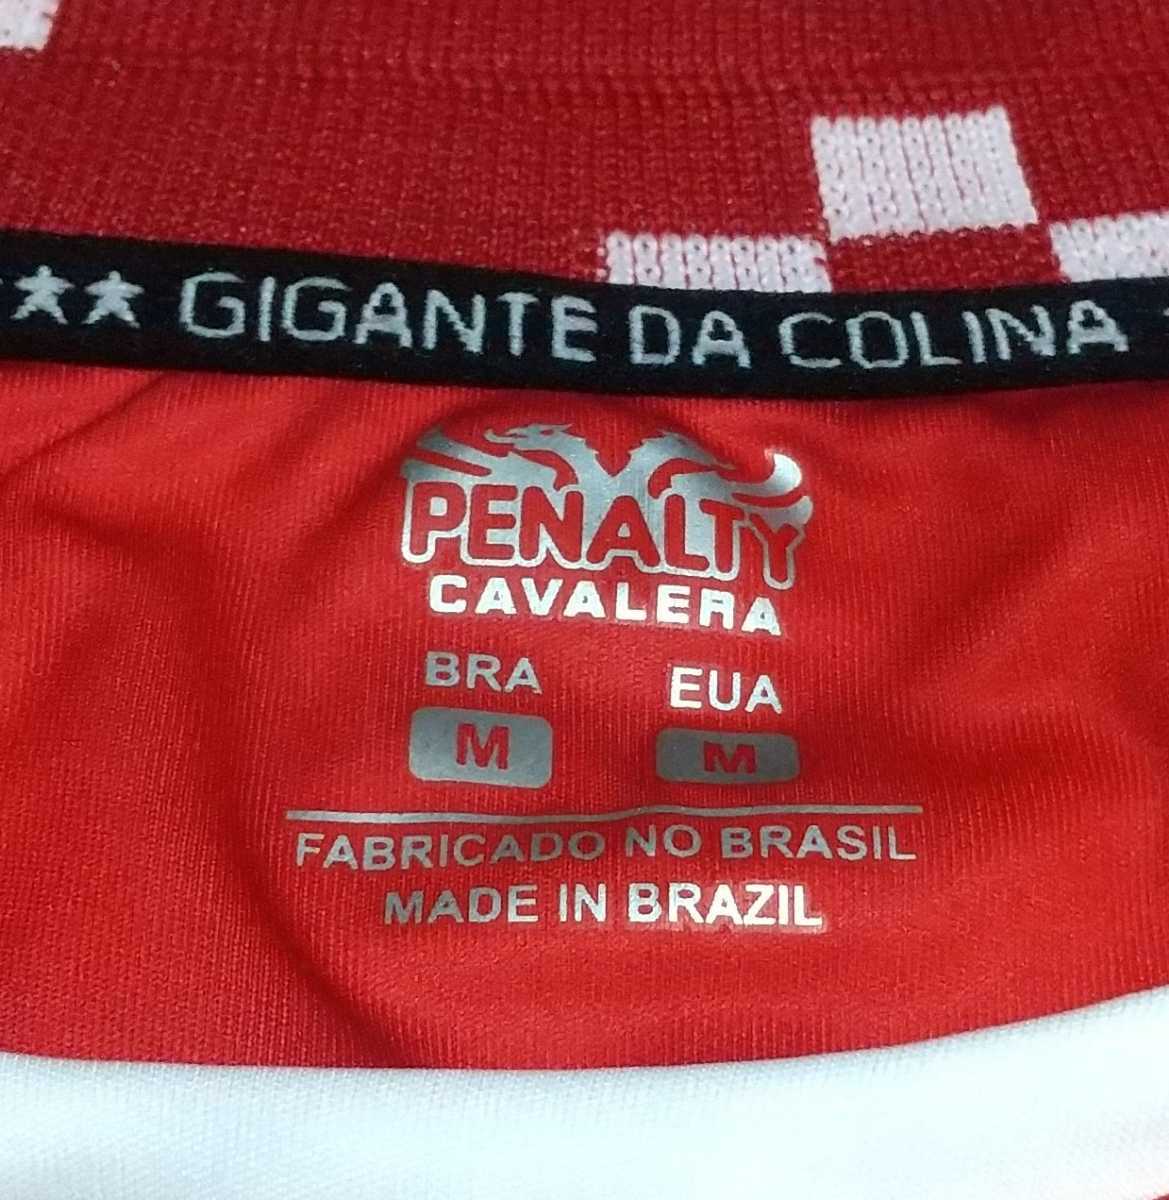 GIGANTE DA COLINA
PENALTY
CAVALERA
BRA EUA
M M
FABRICADO NO BRASIL
MADE IN BRAZIL